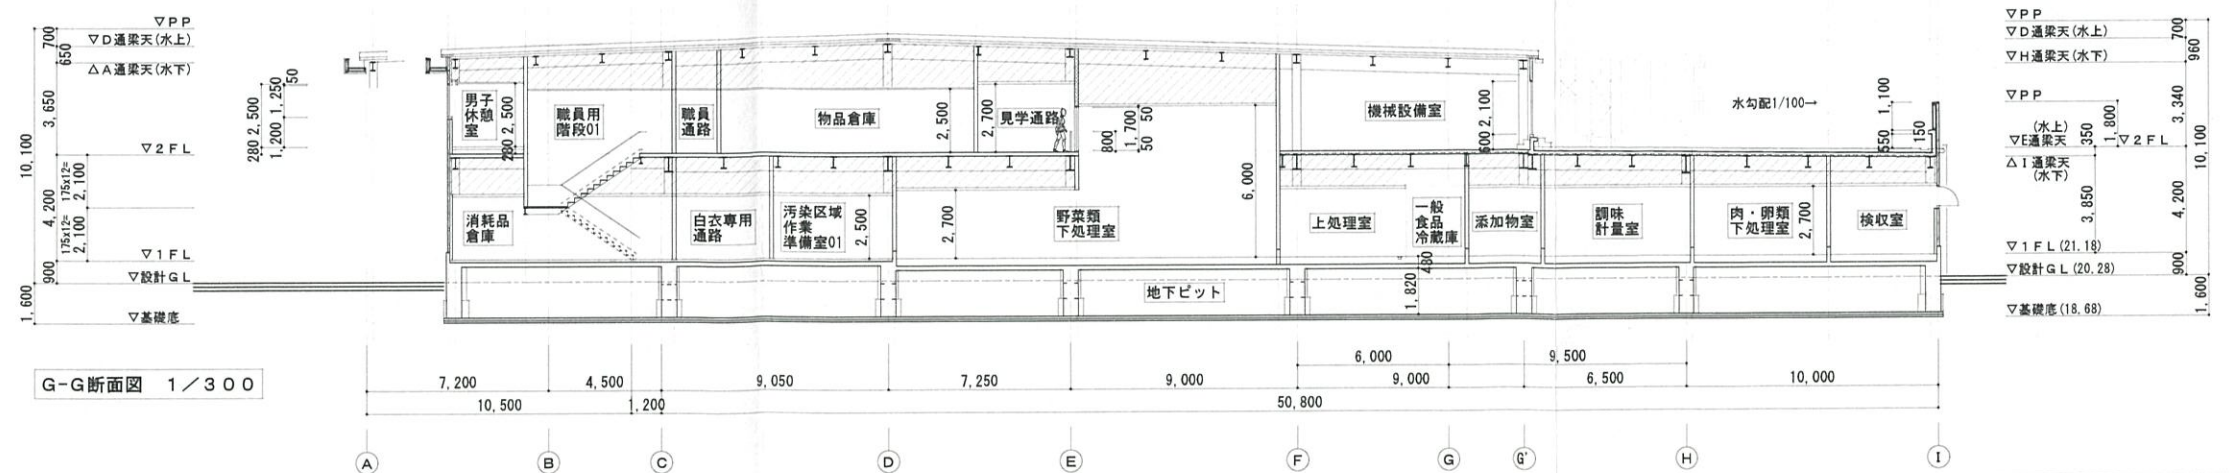 ▽PP
▽D通梁天(水上)
△A通梁天(水下)
▽2FL
▽1FL
▽設計GL
▽基礎底
700
650
3,650
10,100
175x12=
2,100
4,200
175x12=
2,100
900
1,600
50
1,250
2,500
1,200
280
男子
休憩
室
2,500
280
職員用
階段01
職員
通路
物品倉庫
2,500
2,700
見学通路
800
1,700
50
50
6,000
機械設備室
2,100
600
水勾配1/100→
1,100
550
150
消耗品
倉庫
白衣専用
通路
汚染区域
作業
準備室01
2,500
2,700
野菜類
下処理室
上処理室
一般
食品
冷蔵庫
添加物室
調味
計量室
肉・卵類
下処理室
2,700
検収室
480
1,820
地下ピット
▽PP
▽D通梁天(水上)
▽H通梁天(水下)
▽PP
(水上)
▽E通梁天
▽2FL
△I通梁天
(水下)
▽1FL(21.18)
▽設計GL(20.28)
▽基礎底(18.68)
700
960
3,340
1,800
350
10,100
3,850
4,200
900
1,600
G-G断面図 1/300
6,000
9,500
7,200
4,500
9,050
7,250
9,000
9,000
6,500
10,000
10,500
1,200
50,800
A
B
C
D
E
F
G
G'
H
I